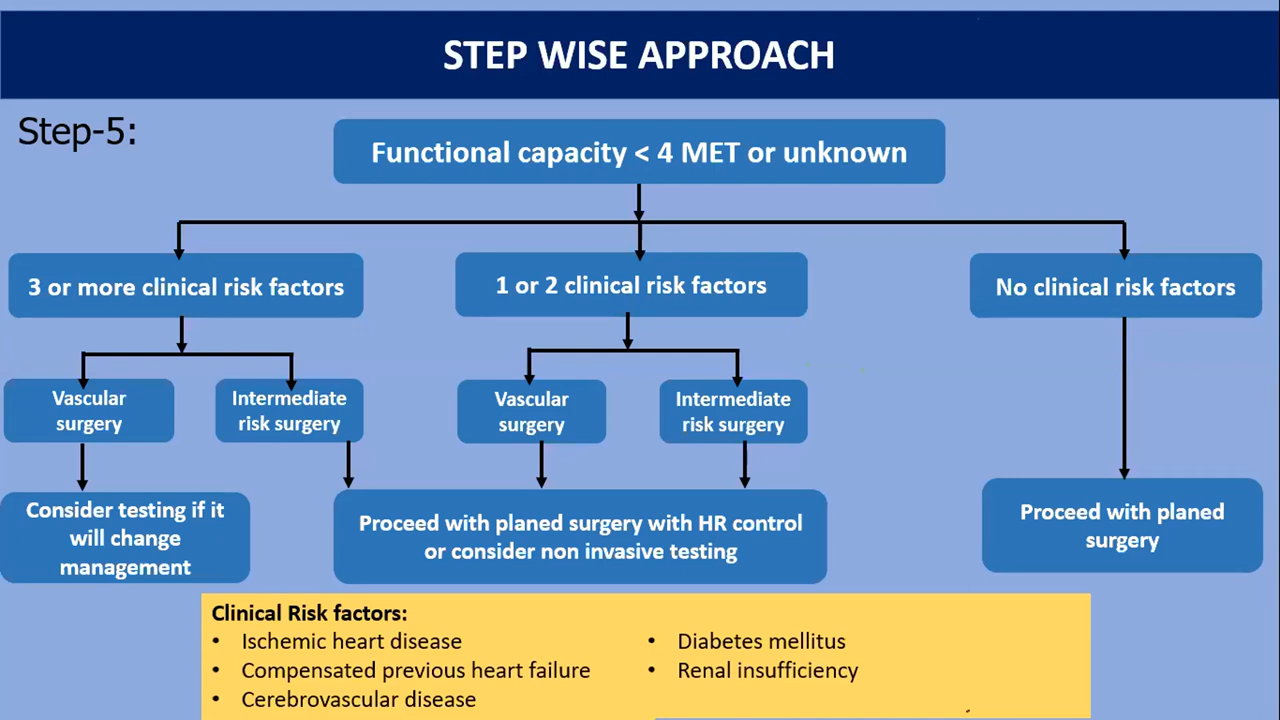 STEP WISE APPROACH
Step-5:
Functional capacity < 4 MET or unknown
3 or more clinical risk factors
1 or 2 clinical risk factors
No clinical risk factors
Vascular
surgery
Intermediate
risk surgery
Vascular
surgery
Intermediate
risk surgery
Consider testing if it
will change
management
Proceed with planed surgery with HR control
or consider non invasive testing
Proceed with planed
surgery
Clinical Risk factors:
• Ischemic heart disease
• Compensated previous heart failure
• Cerebrovascular disease
• Diabetes mellitus
• Renal insufficiency